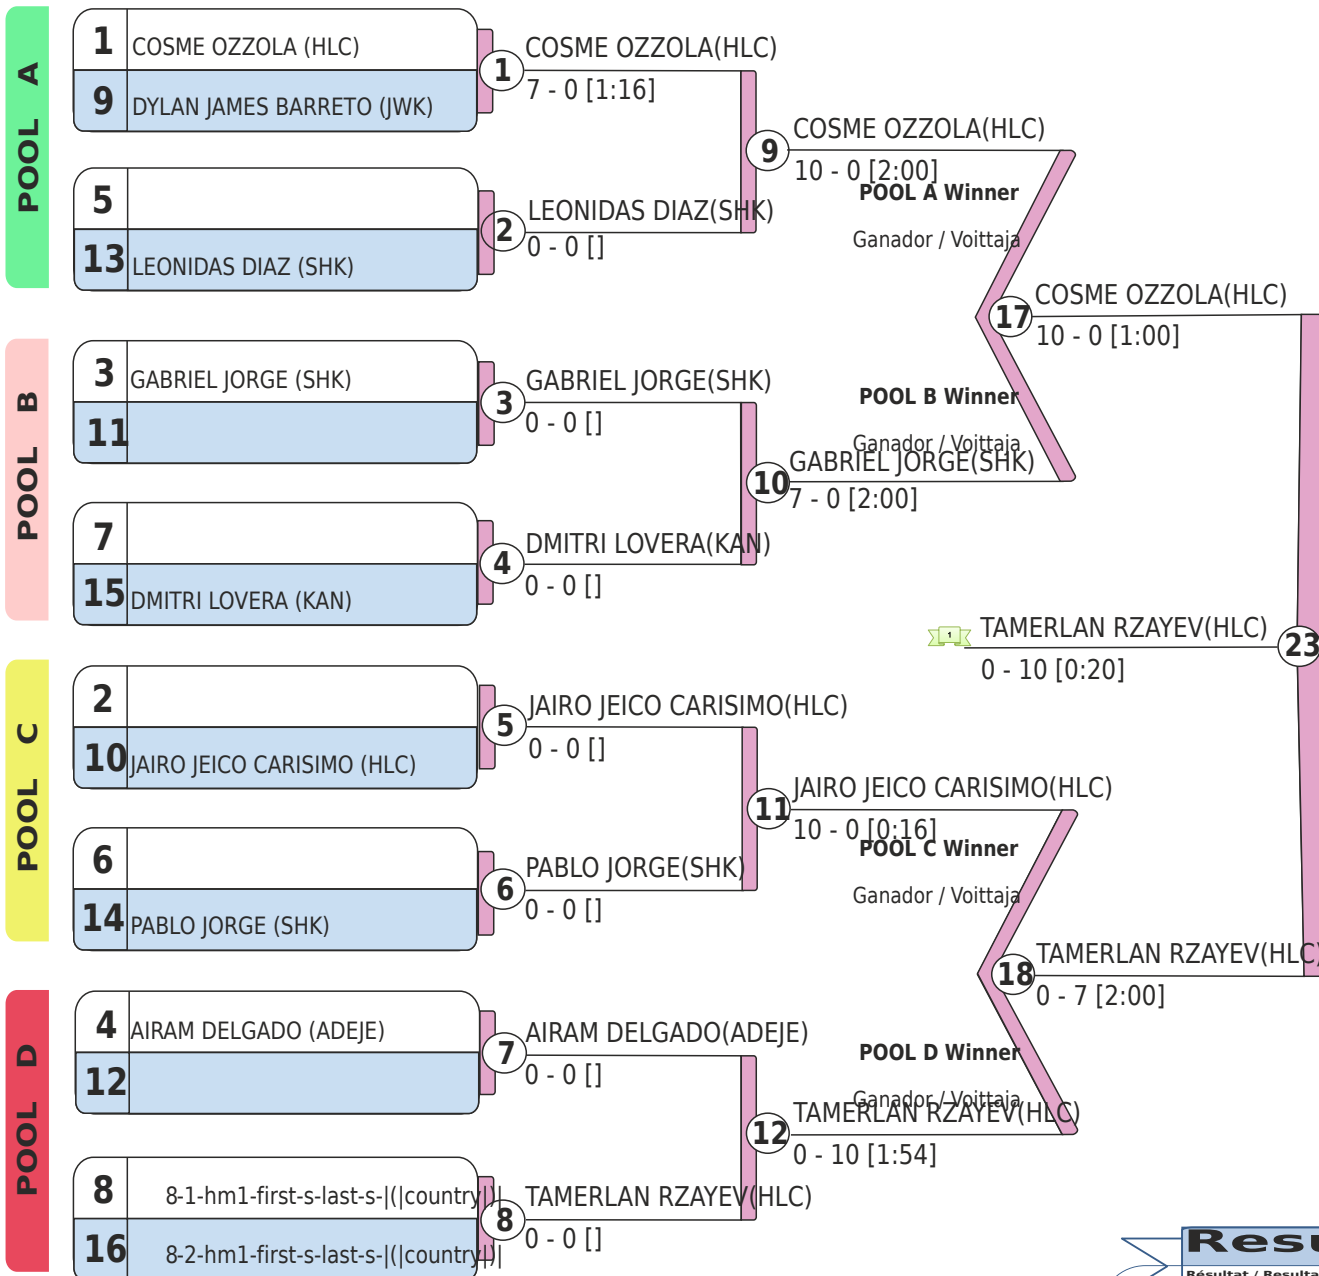 POOL A
1 COSME OZZOLA (HLC)
9 DYLAN JAMES BARRETO (JWK)
5
13 LEONIDAS DIAZ (SHK)
POOL B
3 GABRIEL JORGE (SHK)
11
7
15 DMITRI LOVERA (KAN)
POOL C
2
10 JAIRO JEICO CARISIMO (HLC)
6
14 PABLO JORGE (SHK)
POOL D
4 AIRAM DELGADO (ADEJE)
12
8 8-1-hm1-first-s-last-s-|(|country|)|
16 8-2-hm1-first-s-last-s-|(|country|)|
1 COSME OZZOLA(HLC)
7 - 0 [1:16]
2 LEONIDAS DIAZ(SHK)
0 - 0 []
3 GABRIEL JORGE(SHK)
0 - 0 []
4 DMITRI LOVERA(KAN)
0 - 0 []
5 JAIRO JEICO CARISIMO(HLC)
0 - 0 []
6 PABLO JORGE(SHK)
0 - 0 []
7 AIRAM DELGADO(ADEJE)
0 - 0 []
8 TAMERLAN RZAYEV(HLC)
0 - 0 []
9 COSME OZZOLA(HLC)
10 - 0 [2:00]
POOL A Winner
Ganador / Voittaja
POOL B Winner
Ganador / Voittaja
10 GABRIEL JORGE(SHK)
7 - 0 [2:00]
11 JAIRO JEICO CARISIMO(HLC)
10 - 0 [0:16]
POOL C Winner
Ganador / Voittaja
POOL D Winner
Ganador / Voittaja
12 TAMERLAN RZAYEV(HLC)
0 - 10 [1:54]
17 COSME OZZOLA(HLC)
10 - 0 [1:00]
18 TAMERLAN RZAYEV(HLC)
0 - 7 [2:00]
1 TAMERLAN RZAYEV(HLC) 23
0 - 10 [0:20]
Resu
Résultat / Resulta